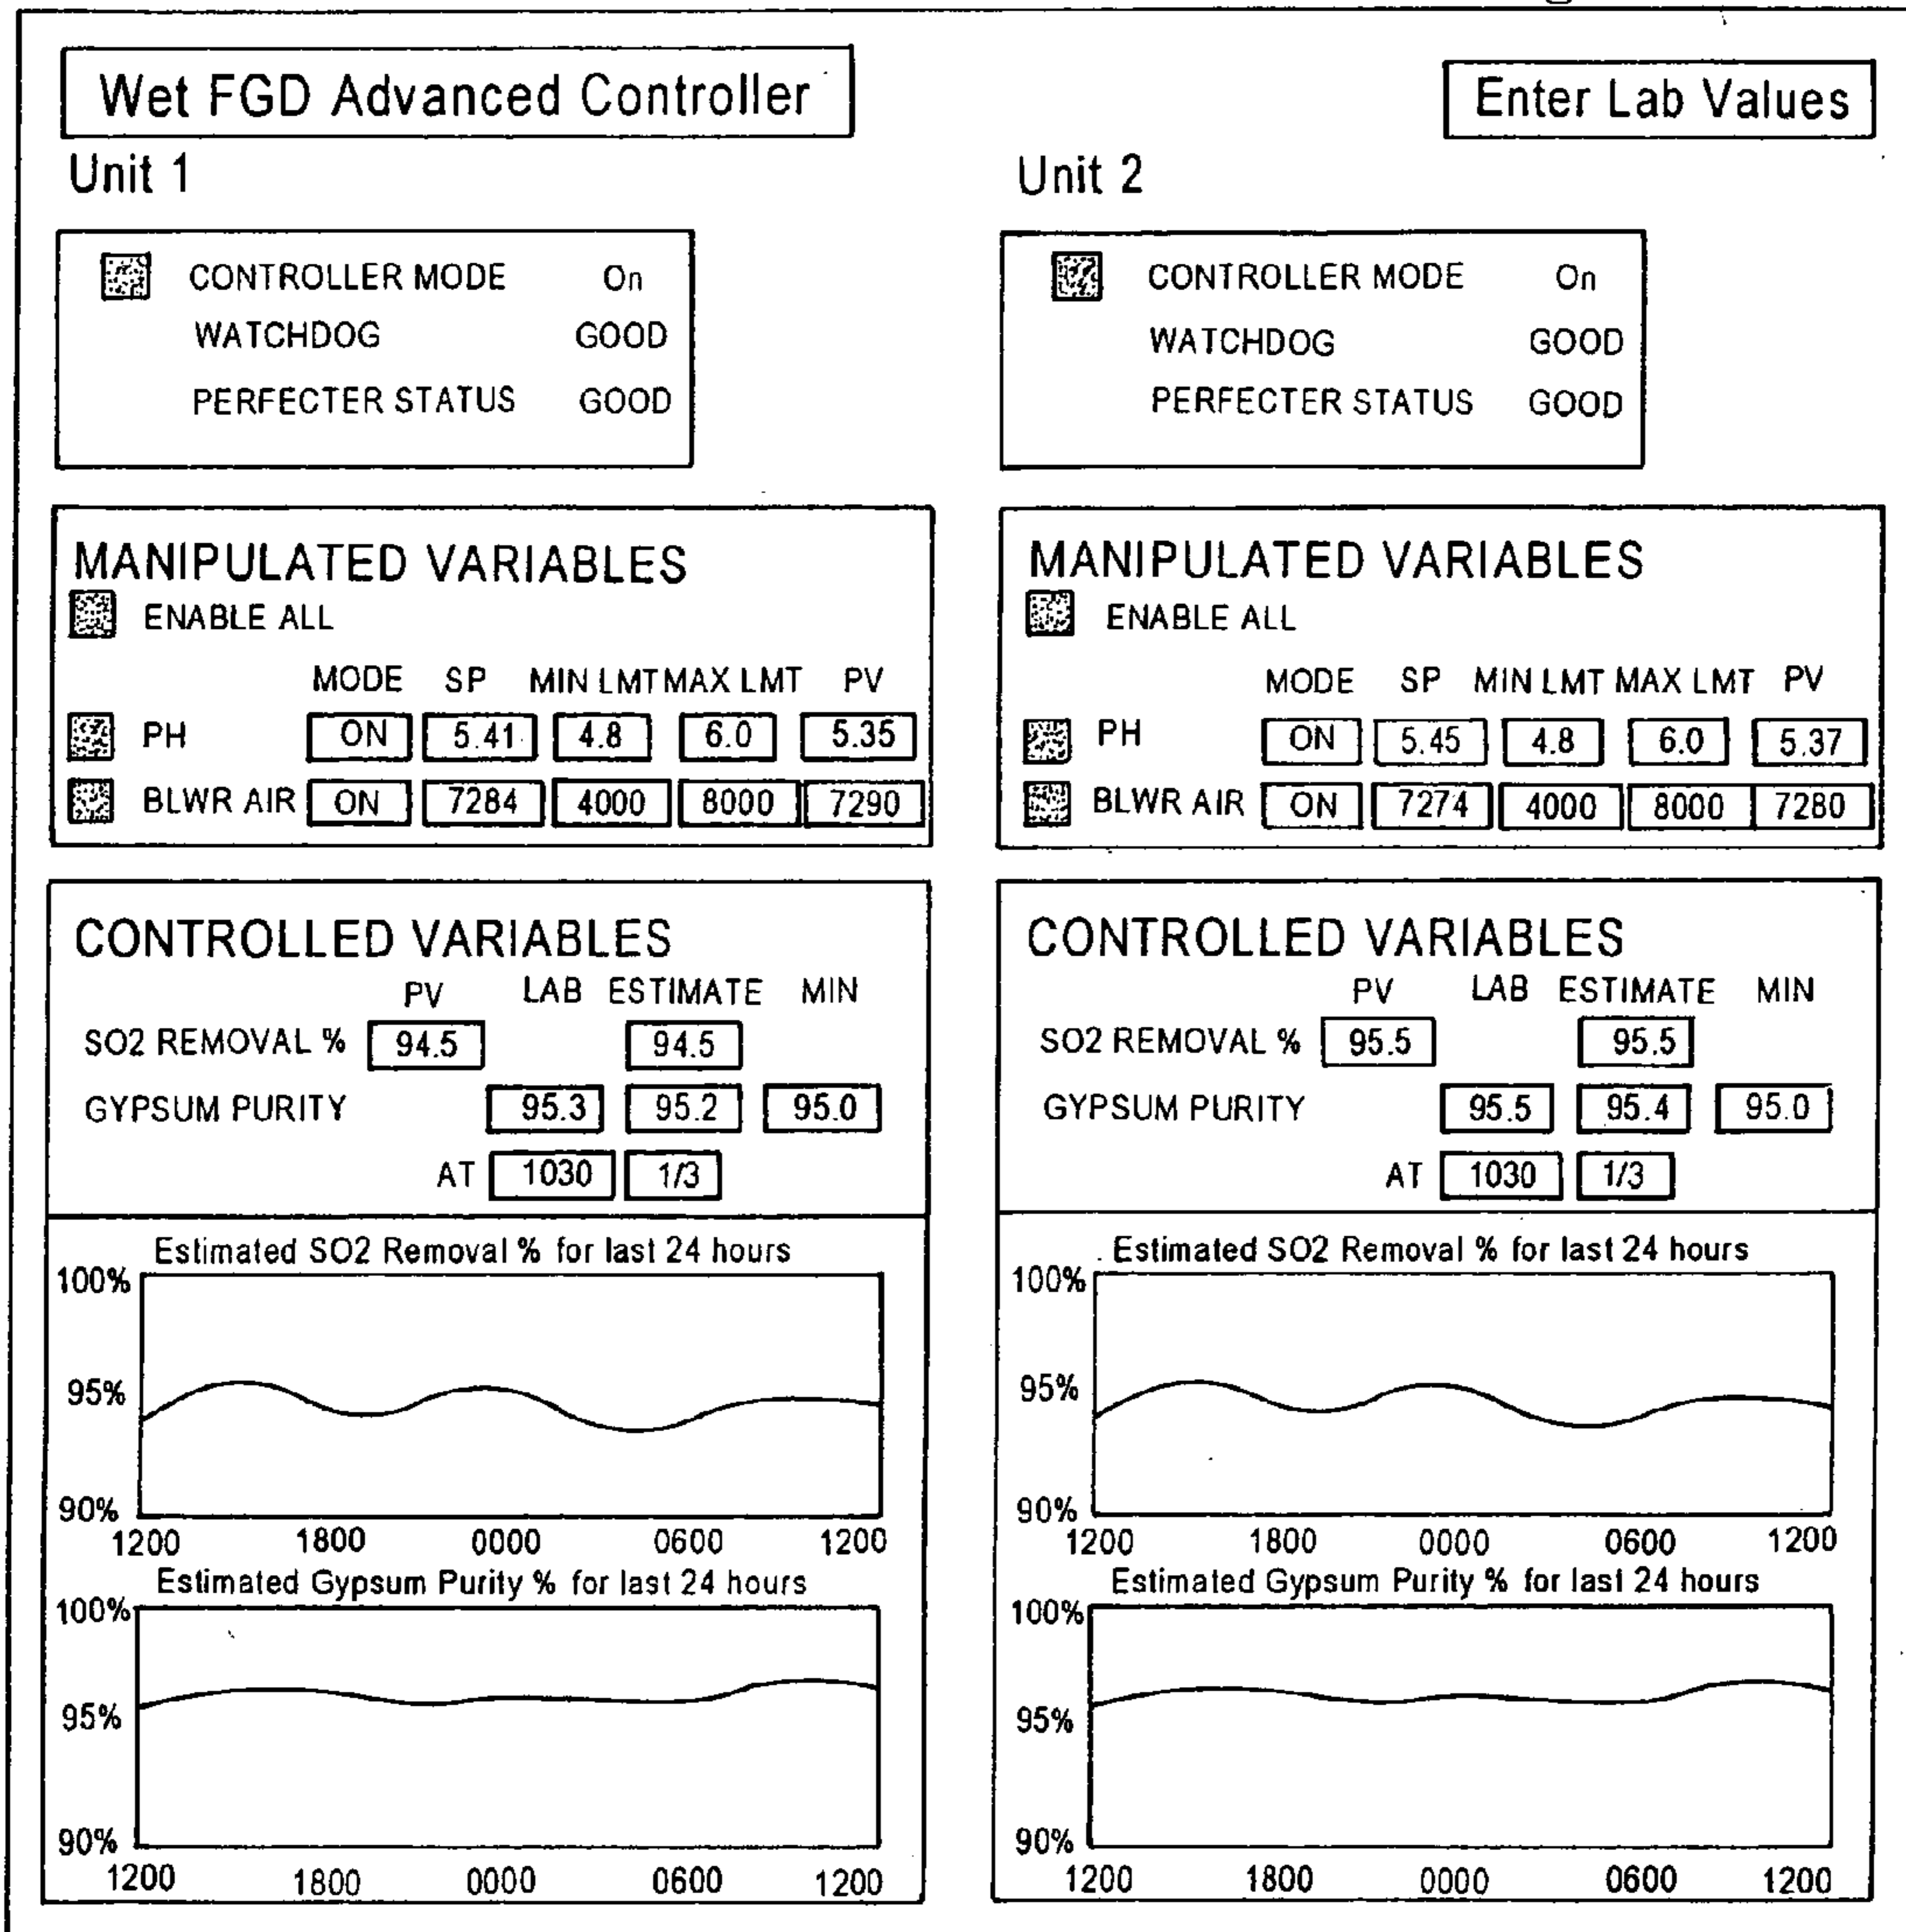 Wet FGD Advanced Controller
Enter Lab Values
Unit 1
CONTROLLER MODE On
WATCHDOG GOOD
PERFECTER STATUS GOOD
MANIPULATED VARIABLES
ENABLE ALL
MODE SP MIN LMT MAX LMT PV
PH ON 5.41 4.8 6.0 5.35
BLWR AIR ON 7284 4000 8000 7290
CONTROLLED VARIABLES
PV LAB ESTIMATE MIN
SO2 REMOVAL % 94.5 94.5
GYPSUM PURITY 95.3 95.2 95.0
AT 1030 1/3
Estimated SO2 Removal % for last 24 hours
100%
95%
90%
1200 1800 0000 0600 1200
Estimated Gypsum Purity % for last 24 hours
100%
95%
90%
1200 1800 0000 0600 1200
Unit 2
CONTROLLER MODE On
WATCHDOG GOOD
PERFECTER STATUS GOOD
MANIPULATED VARIABLES
ENABLE ALL
MODE SP MIN LMT MAX LMT PV
PH ON 5.45 4.8 6.0 5.37
BLWR AIR ON 7274 4000 8000 7280
CONTROLLED VARIABLES
PV LAB ESTIMATE MIN
SO2 REMOVAL % 95.5 95.5
GYPSUM PURITY 95.5 95.4 95.0
AT 1030 1/3
Estimated SO2 Removal % for last 24 hours
100%
95%
90%
1200 1800 0000 0600 1200
Estimated Gypsum Purity % for last 24 hours
100%
95%
90%
1200 1800 0000 0600 1200